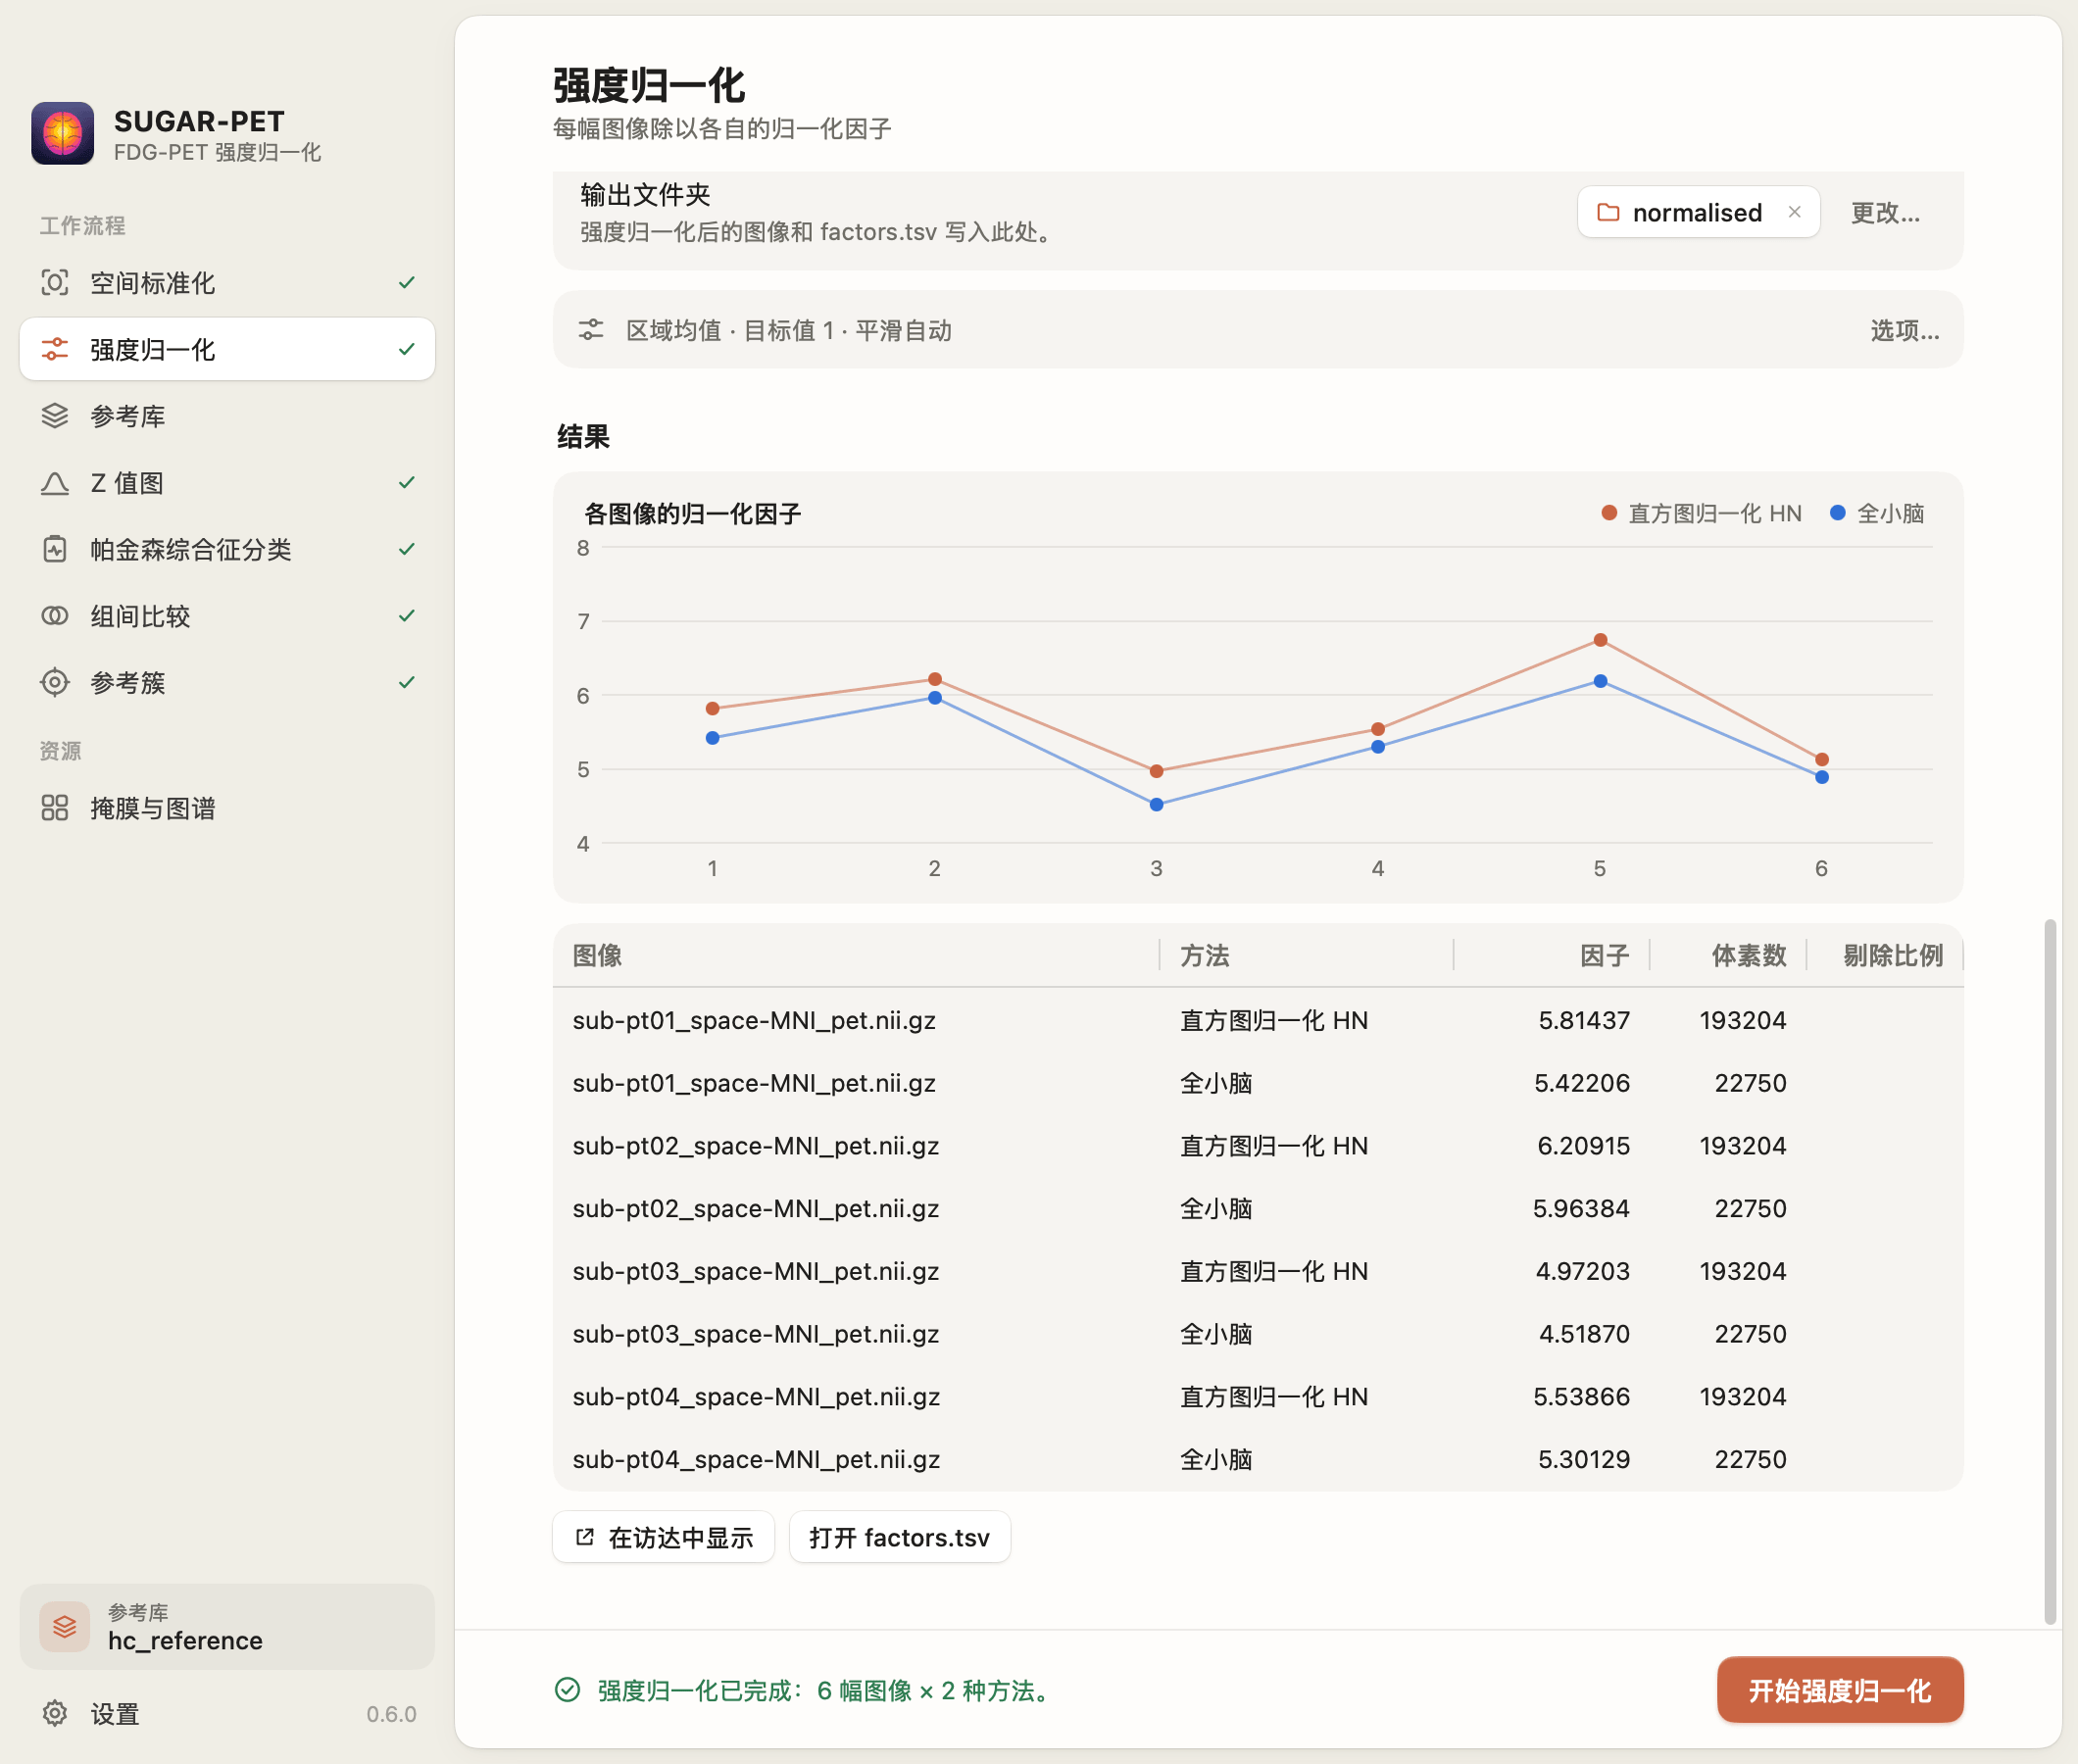 SUGAR-PET
FDG-PET 强度归一化
工作流程
空间标准化
强度归一化
参考库
Z 值图
帕金森综合征分类
组间比较
参考簇
资源
掩膜与图谱
参考库
hc_reference
设置
0.6.0
强度归一化
每幅图像除以各自的归一化因子
输出文件夹
强度归一化后的图像和 factors.tsv 写入此处。
normalised
更改...
区域均值 · 目标值 1 · 平滑自动
选项...
结果
各图像的归一化因子
直方图归一化 HN
全小脑
8
7
6
5
4
1 2 3 4 5 6
图像 方法 因子 体素数 剔除比例
sub-pt01_space-MNI_pet.nii.gz 直方图归一化 HN 5.81437 193204
sub-pt01_space-MNI_pet.nii.gz 全小脑 5.42206 22750
sub-pt02_space-MNI_pet.nii.gz 直方图归一化 HN 6.20915 193204
sub-pt02_space-MNI_pet.nii.gz 全小脑 5.96384 22750
sub-pt03_space-MNI_pet.nii.gz 直方图归一化 HN 4.97203 193204
sub-pt03_space-MNI_pet.nii.gz 全小脑 4.51870 22750
sub-pt04_space-MNI_pet.nii.gz 直方图归一化 HN 5.53866 193204
sub-pt04_space-MNI_pet.nii.gz 全小脑 5.30129 22750
在访达中显示
打开 factors.tsv
强度归一化已完成：6 幅图像 × 2 种方法。
开始强度归一化